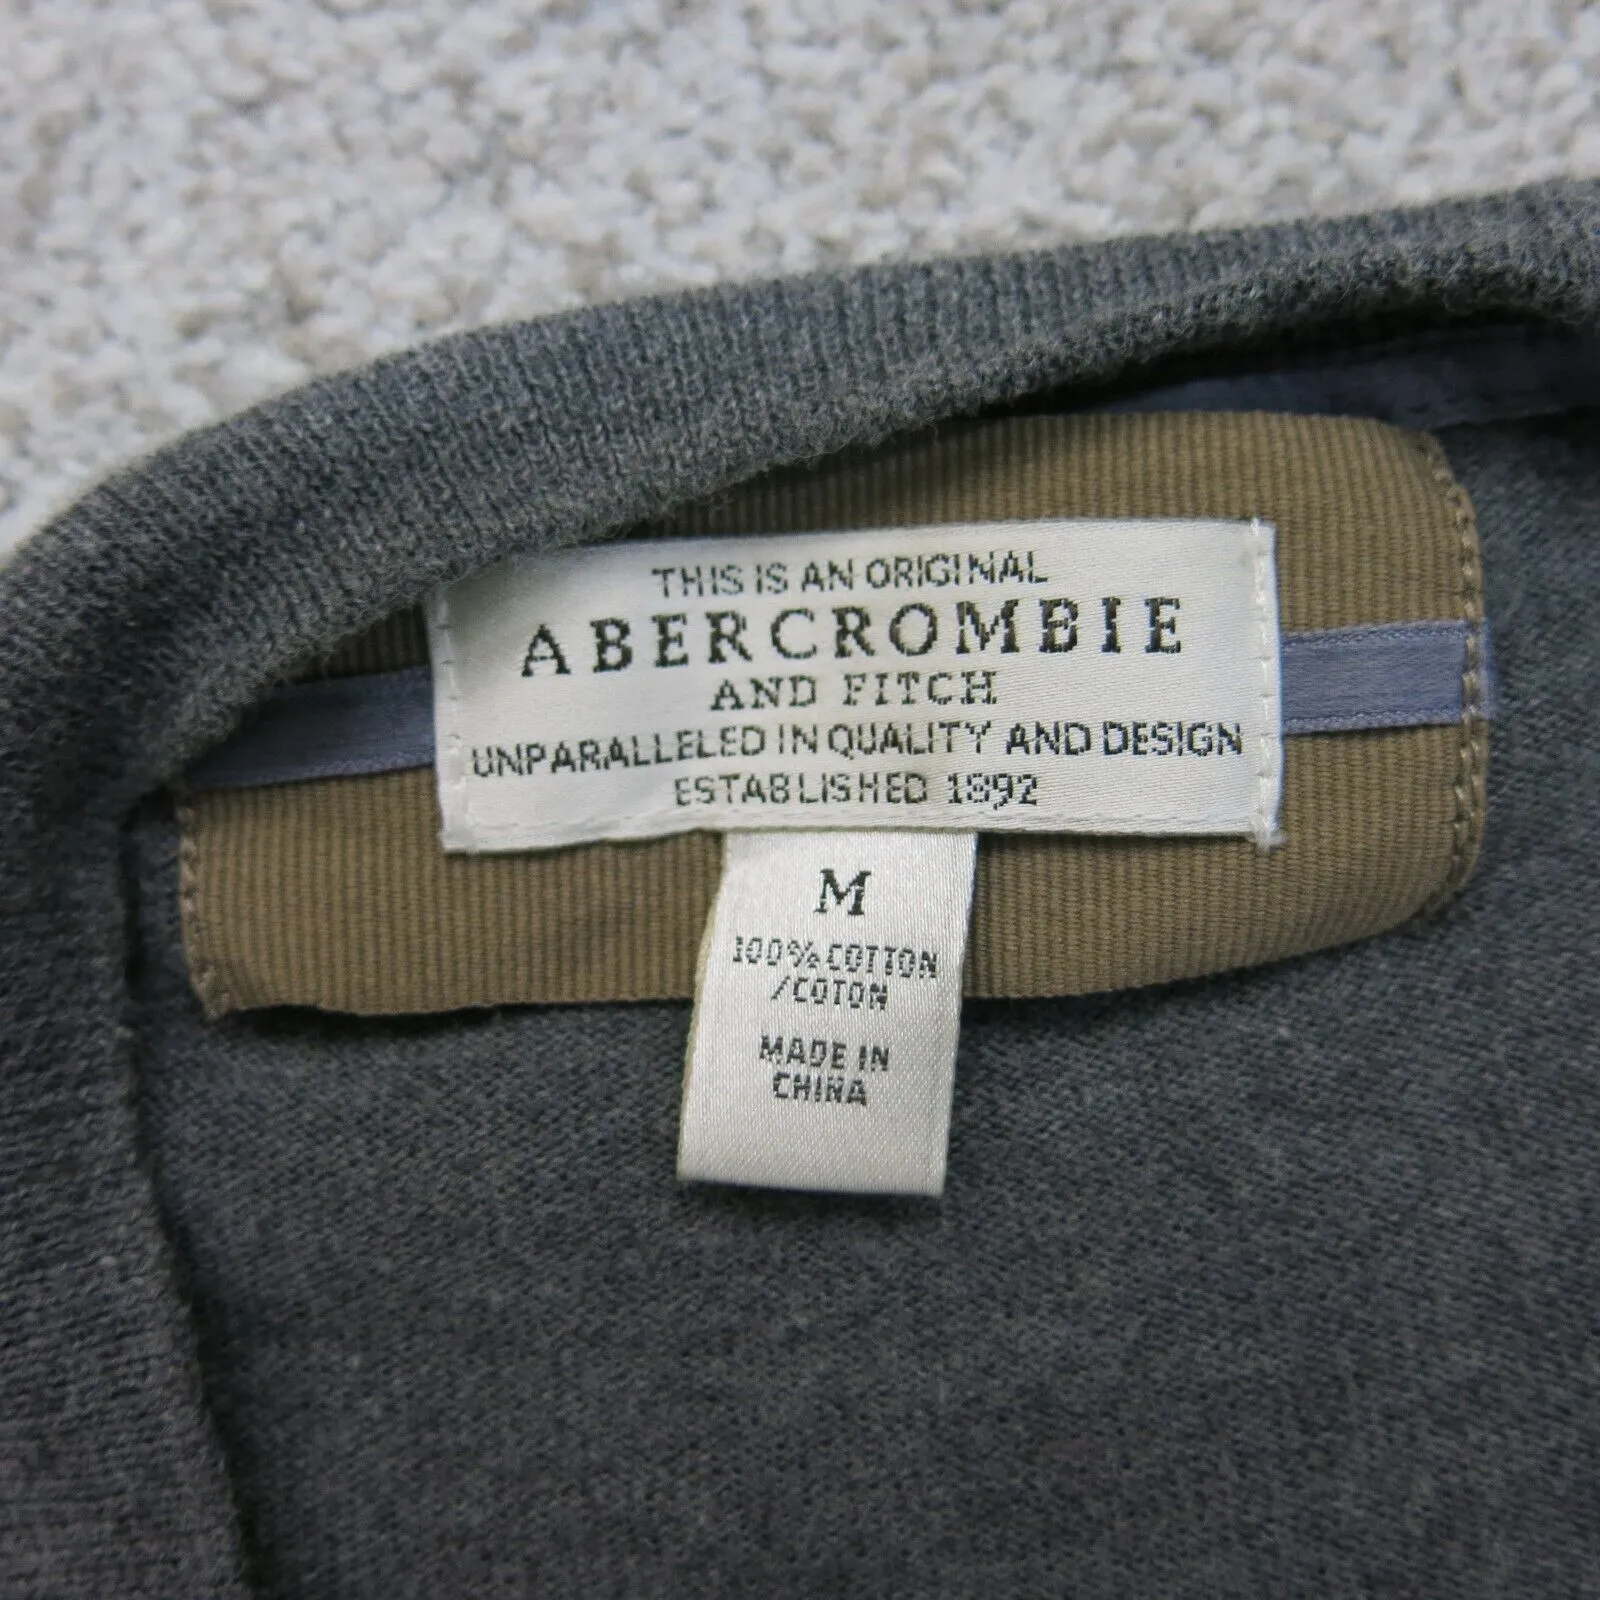 THIS IS AN ORIGINAL
ABERCROMBIE
AND FITCH
UNPARALLELED IN QUALITY AND DESIGN
ESTABLISHED 1892
M
100% COTTON
/COTON
MADE IN
CHINA